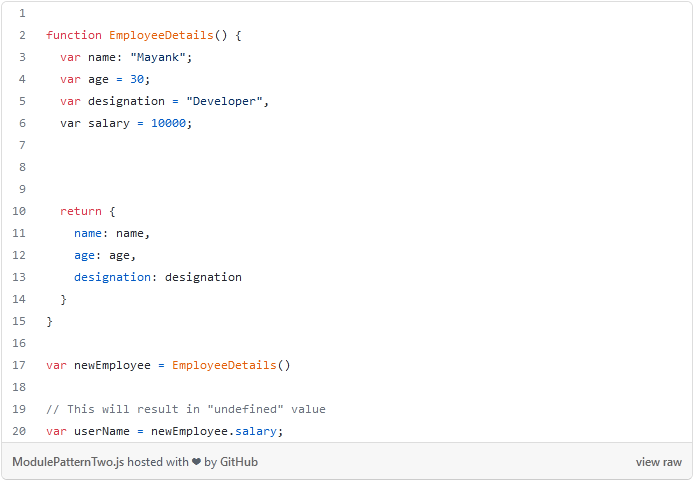 1
2 function EmployeeDetails() {
3   var name: "Mayank";
4   var age = 30;
5   var designation = "Developer",
6   var salary = 10000;
7
8
9
10   return {
11     name: name,
12     age: age,
13     designation: designation
14   }
15 }
16
17 var newEmployee = EmployeeDetails()
18
19 // This will result in "undefined" value
20 var userName = newEmployee.salary;
ModulePatternTwo.js hosted with ❤ by GitHub view raw